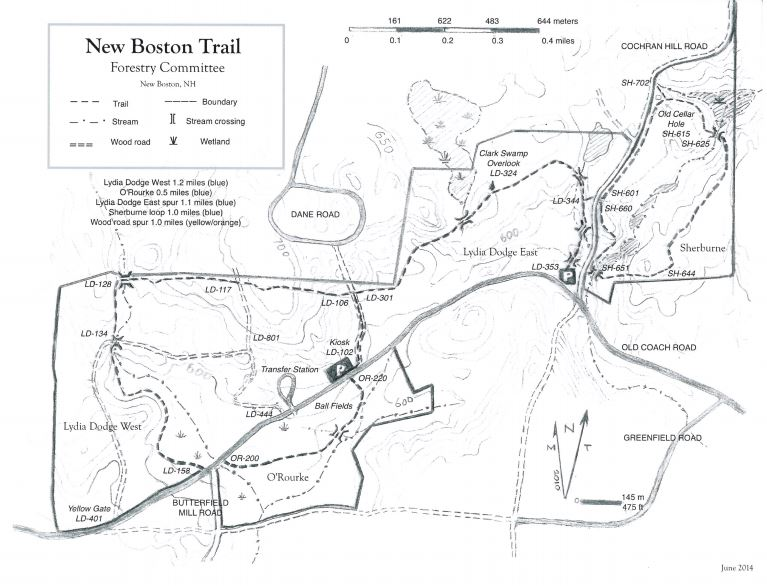 New Boston Trail
Forestry Committee
New Boston, NH
Trail
Boundary
Stream
Stream crossing
Wood road
Wetland
161 622 483 644 meters
0 0.1 0.2 0.3 0.4 miles
Lydia Dodge West 1.2 miles (blue)
O'Rourke 0.5 miles (blue)
Lydia Dodge East spur 1.1 miles (blue)
Sherburne loop 1.0 miles (blue)
Wood road spur 1.0 miles (yellow/orange)
COCHRAN HILL ROAD
SH-702
Old Cellar
Hole
SH-615
SH-625
650
Clark Swamp
Overlook
LD-324
LD-344
SH-601
SH-660
DANE ROAD
600
Lydia Dodge East
Sherburne
LD-353
P
SH-651
SH-644
LD-128
LD-117
LD-106
LD-301
LD-134
LD-801
Kiosk
LD-102
P
OLD COACH ROAD
600
Transfer Station
OR-220
LD-444
Ball Fields
600
Lydia Dodge West
GREENFIELD ROAD
M
N
T
OR-200
LD-158
O'Rourke
BUTTERFIELD
MILL ROAD
Yellow Gate
LD-401
0
145 m
475 ft
June 2014